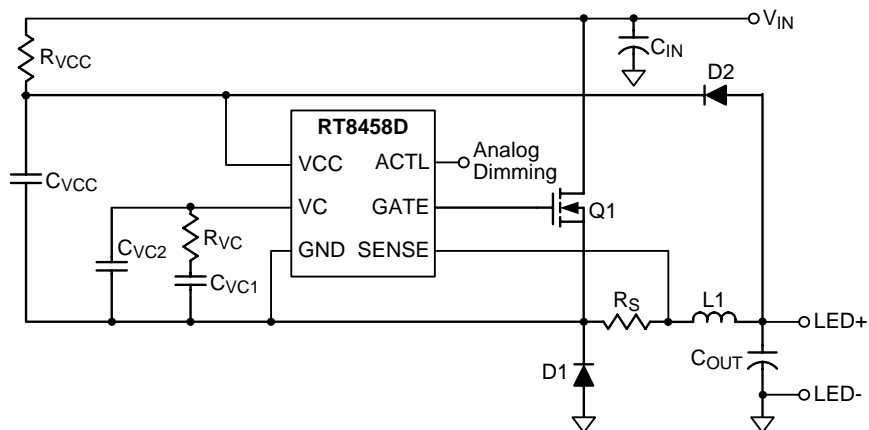 V_IN
C_IN
R_VCC
D2
RT8458D
VCC
ACTL
Analog
Dimming
C_VCC
VC
GATE
Q1
R_VC
GND
SENSE
C_VC2
C_VC1
R_S
L1
LED+
C_OUT
D1
LED-